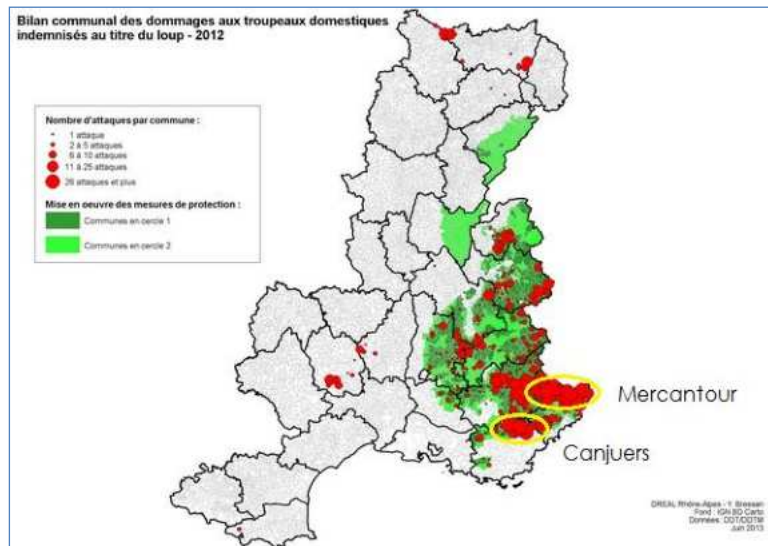 Bilan communal des dommages aux troupeaux domestiques
indemnisés au titre du loup - 2012
Nombre d'attaques par commune :
1 attaque
2 à 5 attaques
6 à 10 attaques
11 à 25 attaques
26 attaques et plus
Mise en oeuvre des mesures de protection :
Communes en cercle 1
Communes en cercle 2
Mercantour
Canjuers
DREAL Rhône-Alpes - Y. Bressan
Fond : IGN BD Carto
Données: DDT/DDTM
Juin 2013